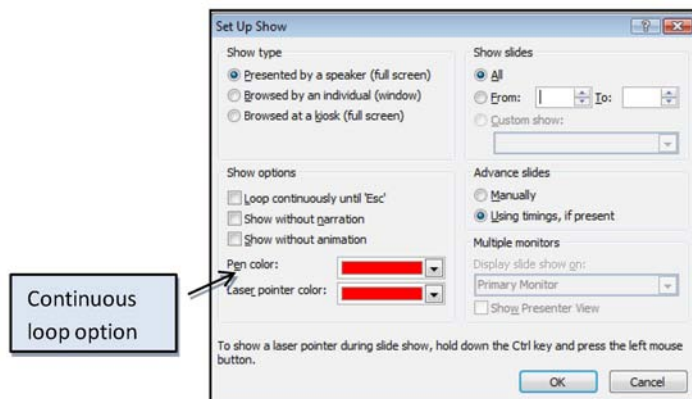 Set Up Show
Show type
Presented by a speaker (full screen)
Browsed by an individual (window)
Browsed at a kiosk (full screen)
Show slides
All
From: To:
Custom show:
Show options
Loop continuously until 'Esc'
Show without narration
Show without animation
Pen color:
Laser pointer color:
Advance slides
Manually
Using timings, if present
Multiple monitors
Display slide show on:
Primary Monitor
Show Presenter View
To show a laser pointer during slide show, hold down the Ctrl key and press the left mouse
button.
OK Cancel
Continuous
loop option